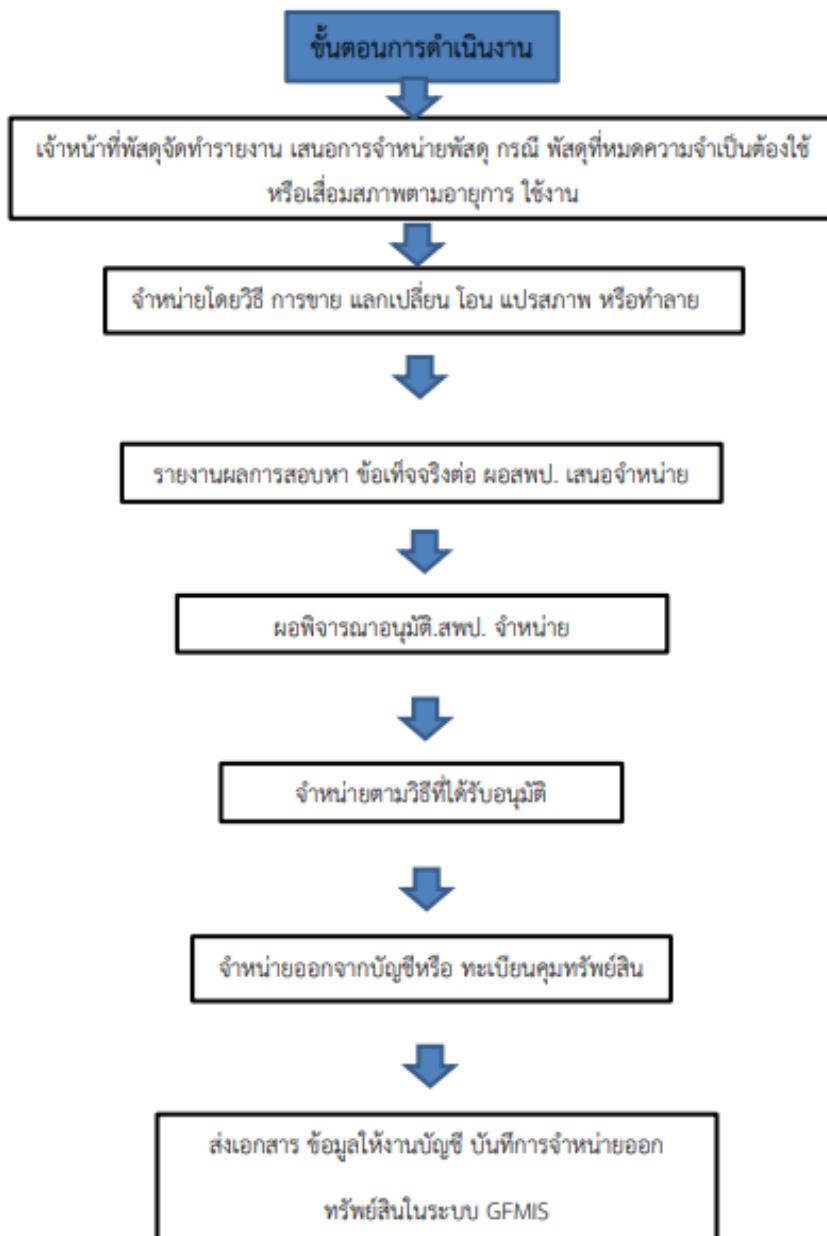 ขั้นตอนการดำเนินงาน
เจ้าหน้าที่พัสดุจัดทำรายงาน เสนอการจำหน่ายพัสดุ กรณี พัสดุที่หมดความจำเป็นต้องใช้
หรือเสื่อมสภาพตามอายุการ ใช้งาน
จำหน่ายโดยวิธี การขาย แลกเปลี่ยน โอน แปรสภาพ หรือทำลาย
รายงานผลการสอบหา ข้อเท็จจริงต่อ ผอสพป. เสนอจำหน่าย
ผอพิจารณาอนุมัติ.สพป. จำหน่าย
จำหน่ายตามวิธีที่ได้รับอนุมัติ
จำหน่ายออกจากบัญชีหรือ ทะเบียนคุมทรัพย์สิน
ส่งเอกสาร ข้อมูลให้งานบัญชี บันทึการจำหน่ายออก
ทรัพย์สินในระบบ GFMIS